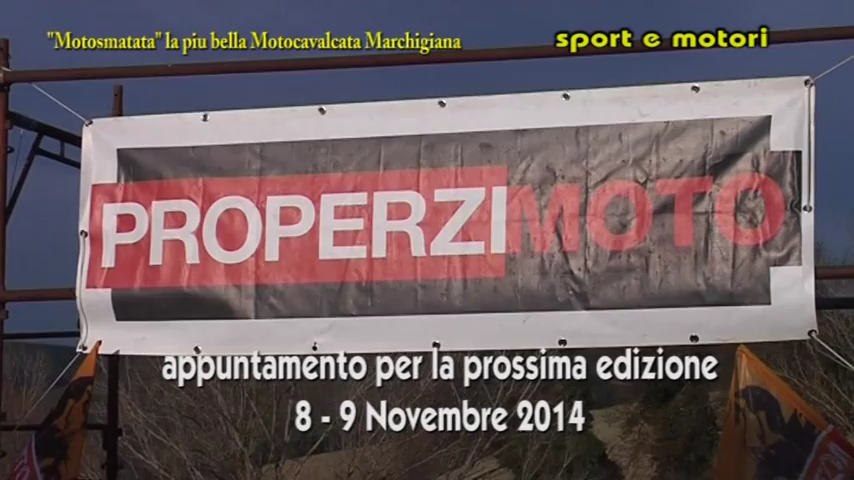 "Motosmatata" la piu bella Motocavalcata Marchigiana
sport e motori
PROPERZIMOTO
appuntamento per la prossima edizione
8 - 9 Novembre 2014